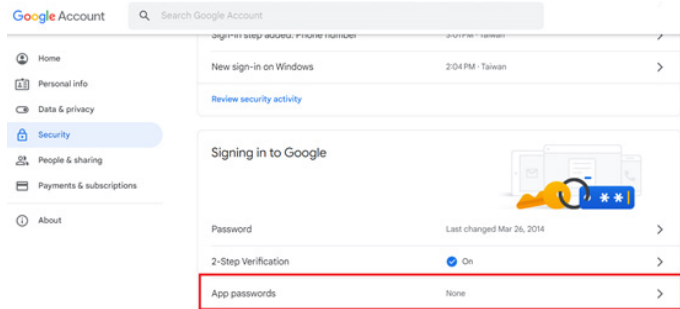 Google Account
Search Google Account
Home
Personal info
Data & privacy
Security
People & sharing
Payments & subscriptions
About
Sign-in step added: Phone number
3:01 PM · Taiwan
New sign-in on Windows
2:04 PM · Taiwan
Review security activity
Signing in to Google
**
Password
Last changed Mar 26, 2014
2-Step Verification
On
App passwords
None